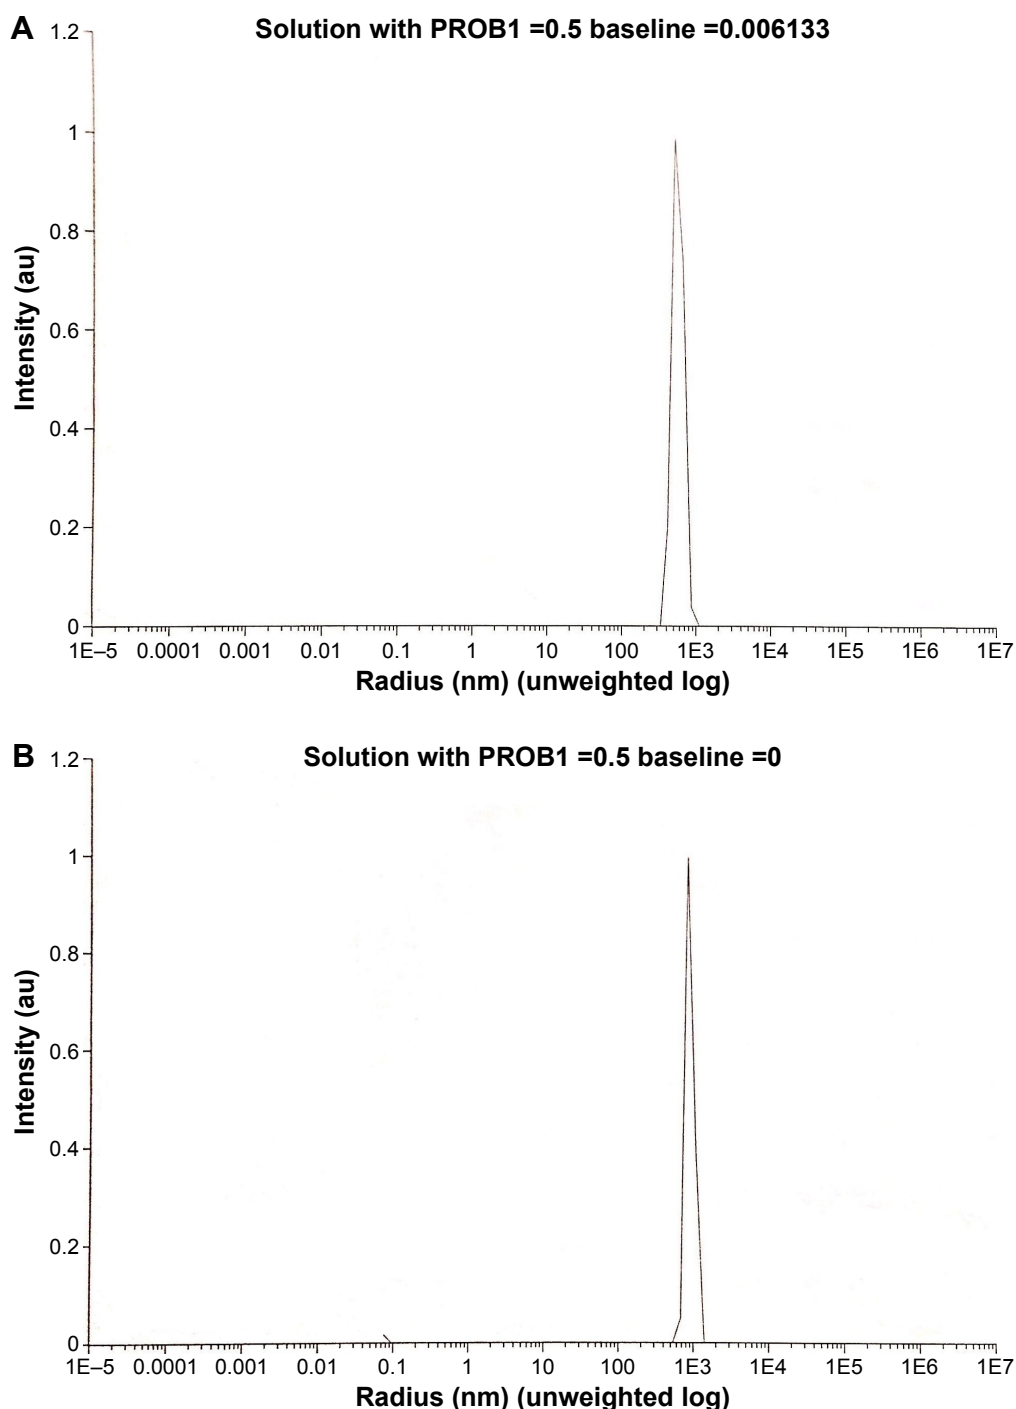 A
Solution with PROB1 =0.5 baseline =0.006133
1.2
1
0.8
0.6
0.4
0.2
0
Intensity (au)
1E–5 0.0001 0.001 0.01 0.1 1 10 100 1E3 1E4 1E5 1E6 1E7
Radius (nm) (unweighted log)
B
Solution with PROB1 =0.5 baseline =0
1.2
1
0.8
0.6
0.4
0.2
0
Intensity (au)
1E–5 0.0001 0.001 0.01 0.1 1 10 100 1E3 1E4 1E5 1E6 1E7
Radius (nm) (unweighted log)